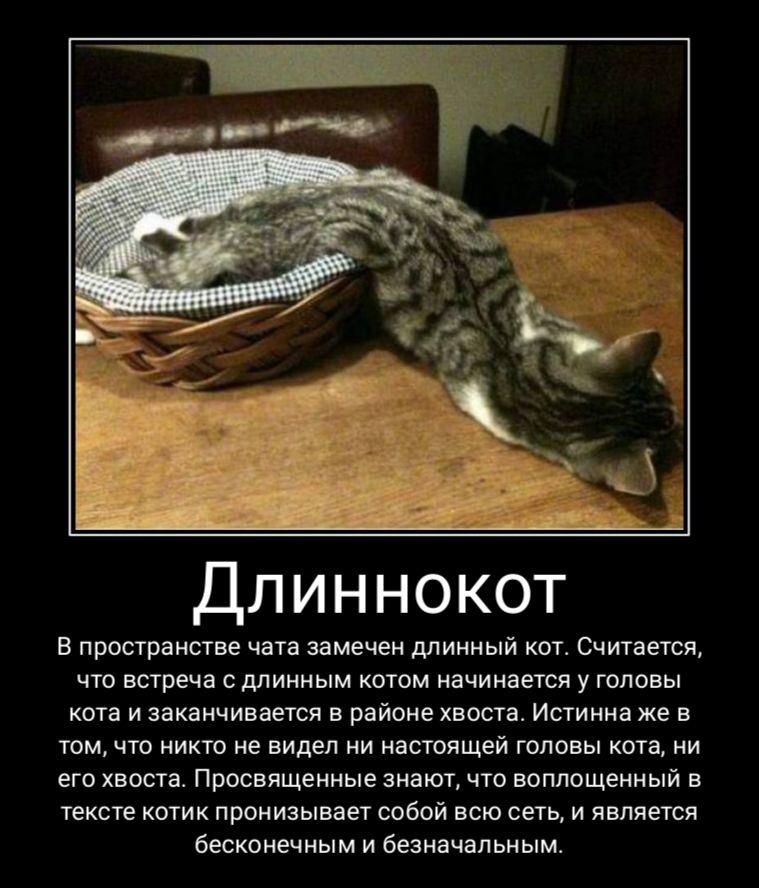 Длиннокот
В пространстве чата замечен длинный кот. Считается,
что встреча с длинным котом начинается у головы
кота и заканчивается в районе хвоста. Истинна же в
том, что никто не видел ни настоящей головы кота, ни
его хвоста. Просвященные знают, что воплощенный в
тексте котик пронизывает собой всю сеть, и является
бесконечным и безначальным.